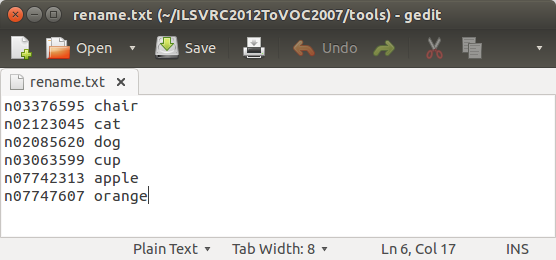 rename.txt (~/ILSVRC2012ToVOC2007/tools) - gedit
Open Save Undo
rename.txt
n03376595 chair
n02123045 cat
n02085620 dog
n03063599 cup
n07742313 apple
n07747607 orange
Plain Text Tab Width: 8 Ln 6, Col 17 INS